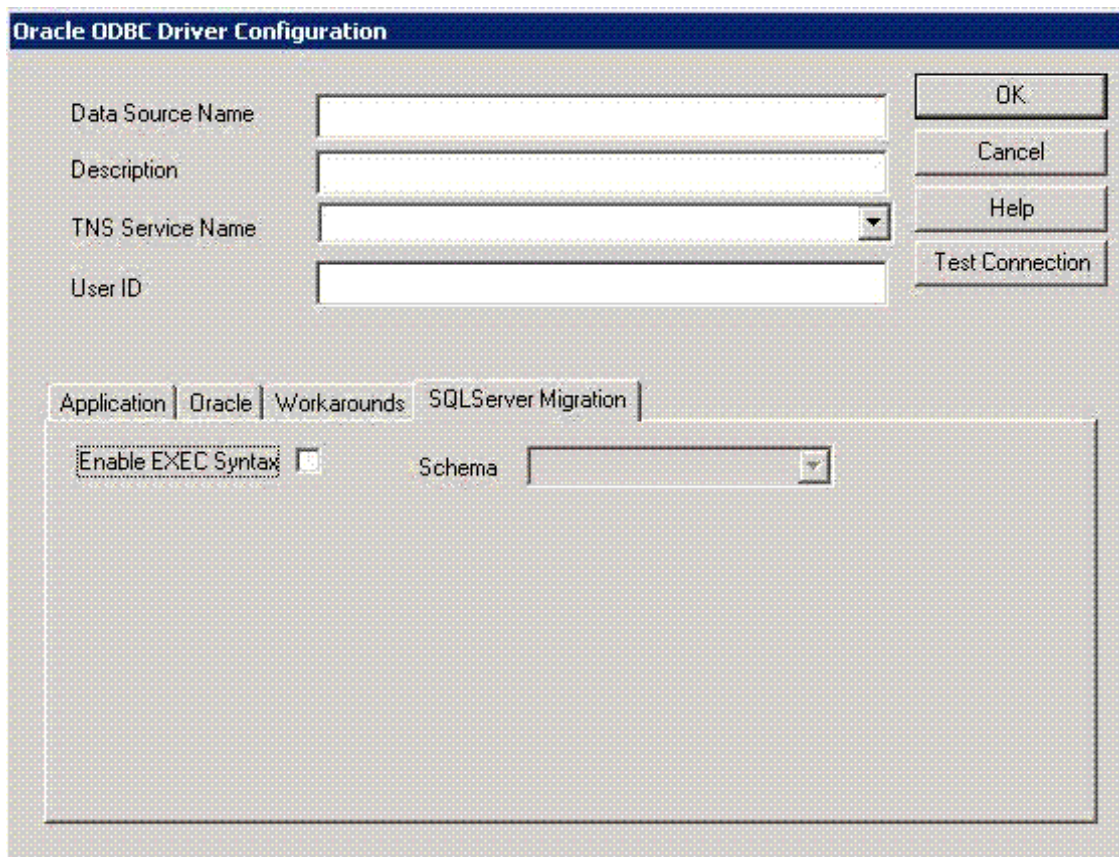 Oracle ODBC Driver Configuration
Data Source Name
OK
Description
Cancel
TNS Service Name
Help
User ID
Test Connection
Application
Oracle
Workarounds
SQLServer Migration
Enable EXEC Syntax
Schema